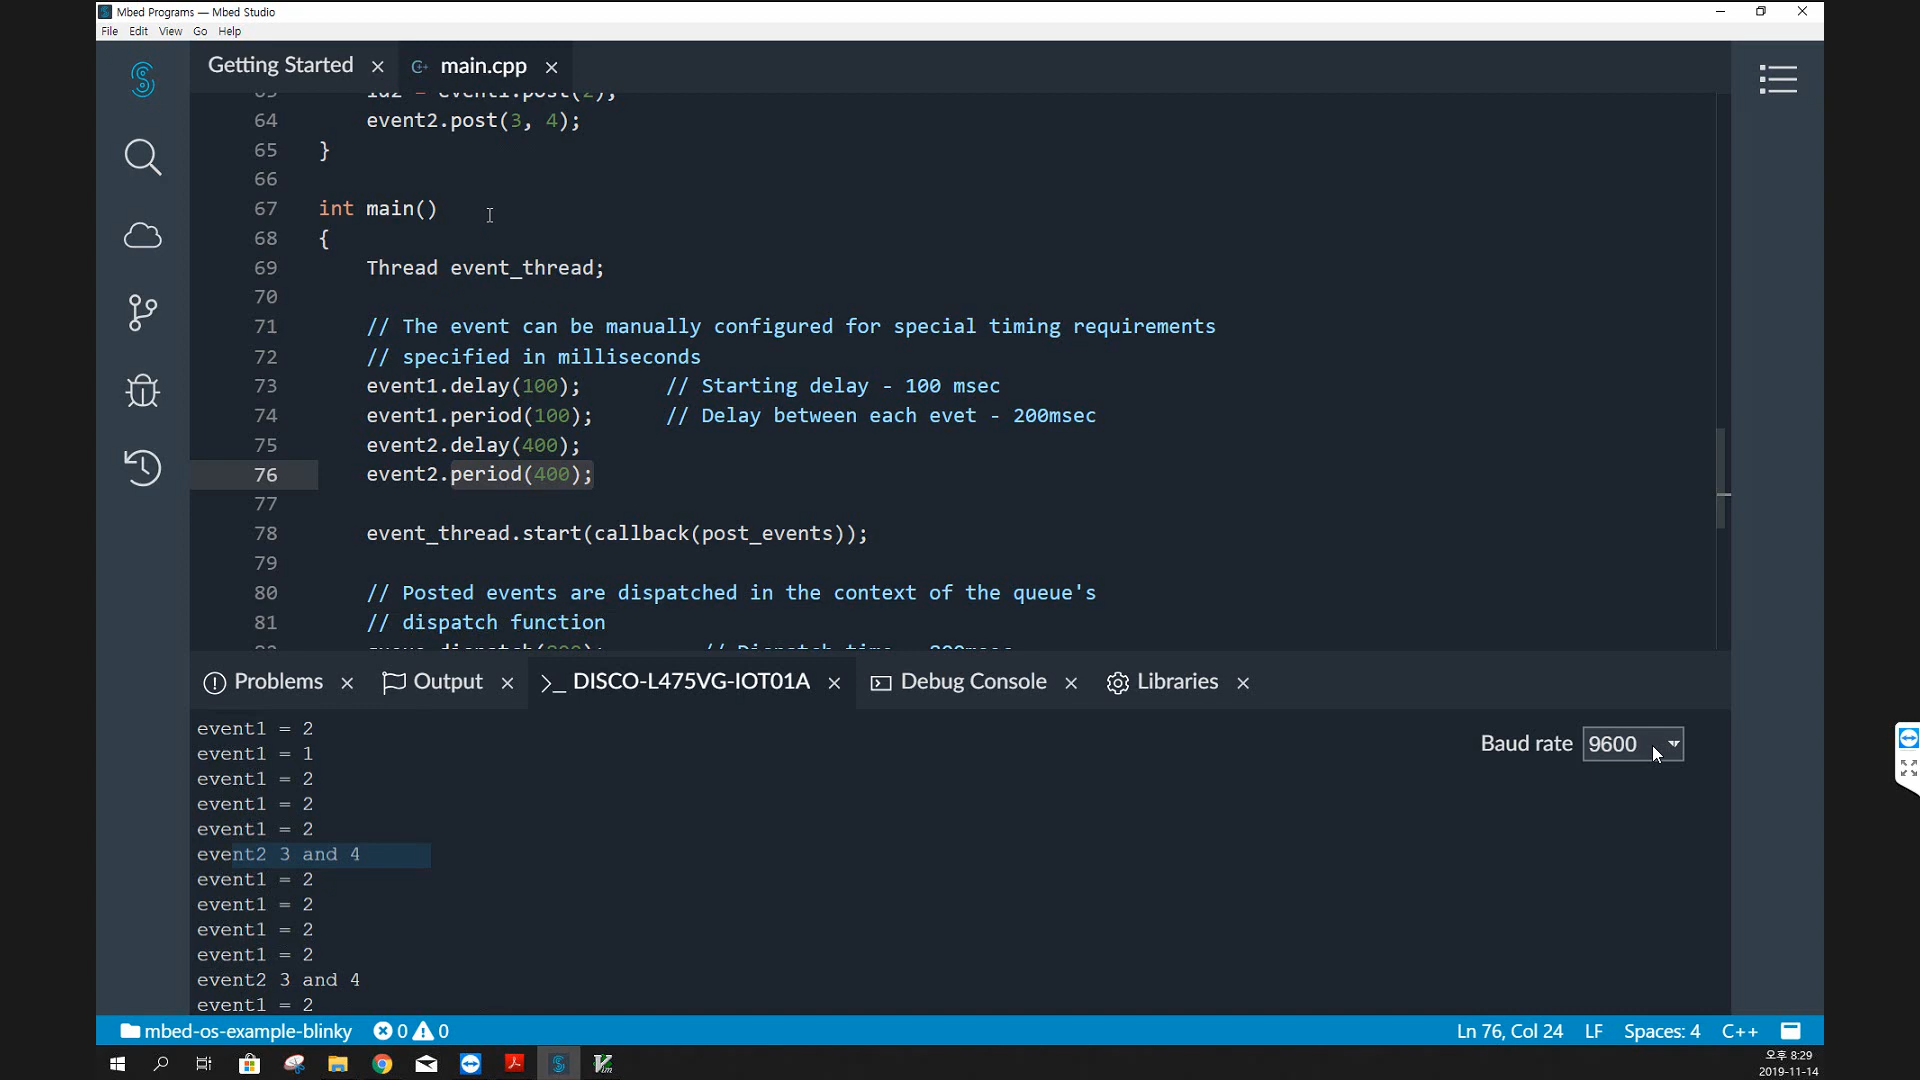 Mbed Programs — Mbed Studio
File Edit View Go Help
Getting Started × C+ main.cpp ×
64 event2.post(3, 4);
65 }
66
67 int main()
68 {
69 Thread event_thread;
70
71 // The event can be manually configured for special timing requirements
72 // specified in milliseconds
73 event1.delay(100); // Starting delay - 100 msec
74 event1.period(100); // Delay between each evet - 200msec
75 event2.delay(400);
76 event2.period(400);
77
78 event_thread.start(callback(post_events));
79
80 // Posted events are dispatched in the context of the queue's
81 // dispatch function
Problems × Output × >_ DISCO-L475VG-IOT01A × Debug Console × Libraries ×
event1 = 2
Baud rate 9600
event1 = 1
event1 = 2
event1 = 2
event1 = 2
event2 3 and 4
event1 = 2
event1 = 2
event1 = 2
event1 = 2
event2 3 and 4
event1 = 2
mbed-os-example-blinky 0 0 Ln 76, Col 24 LF Spaces: 4 C++
오후 8:29
2019-11-14